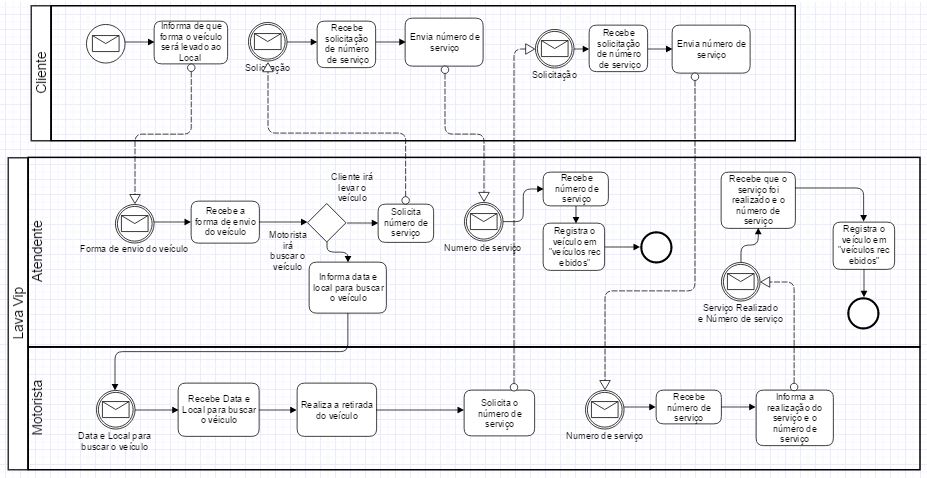 Cliente
Informa de que
forma o veículo
será levado ao
Local
Solicitação
Recebe
solicitação
de número
de serviço
Envia número de
serviço
Solicitação
Recebe
solicitação
de número
de serviço
Envia número de
serviço
Lava Vip
Atendente
Forma de envio do veículo
Recebe a
forma de envio
do veículo
Cliente irá
levar o
veículo
Motorista
irá
buscar o
veículo
Solicita
número de
serviço
Informa data e
local para buscar
o veículo
Numero de serviço
Recebe
número de
serviço
Registra o
veículo em
"veículos rec
ebidos"
Recebe que o
serviço foi
realizado e o
número de
serviço
Serviço Realizado
e Número de serviço
Registra o
veículo em
"veículos rec
ebidos"
Motorista
Data e Local para
buscar o veículo
Recebe Data e
Local para buscar
o véiculo
Realiza a retirada
do veículo
Solicita o
número de
serviço
Numero de serviço
Recebe
número de
serviço
Informa a
realização do
serviço e o
número de
serviço